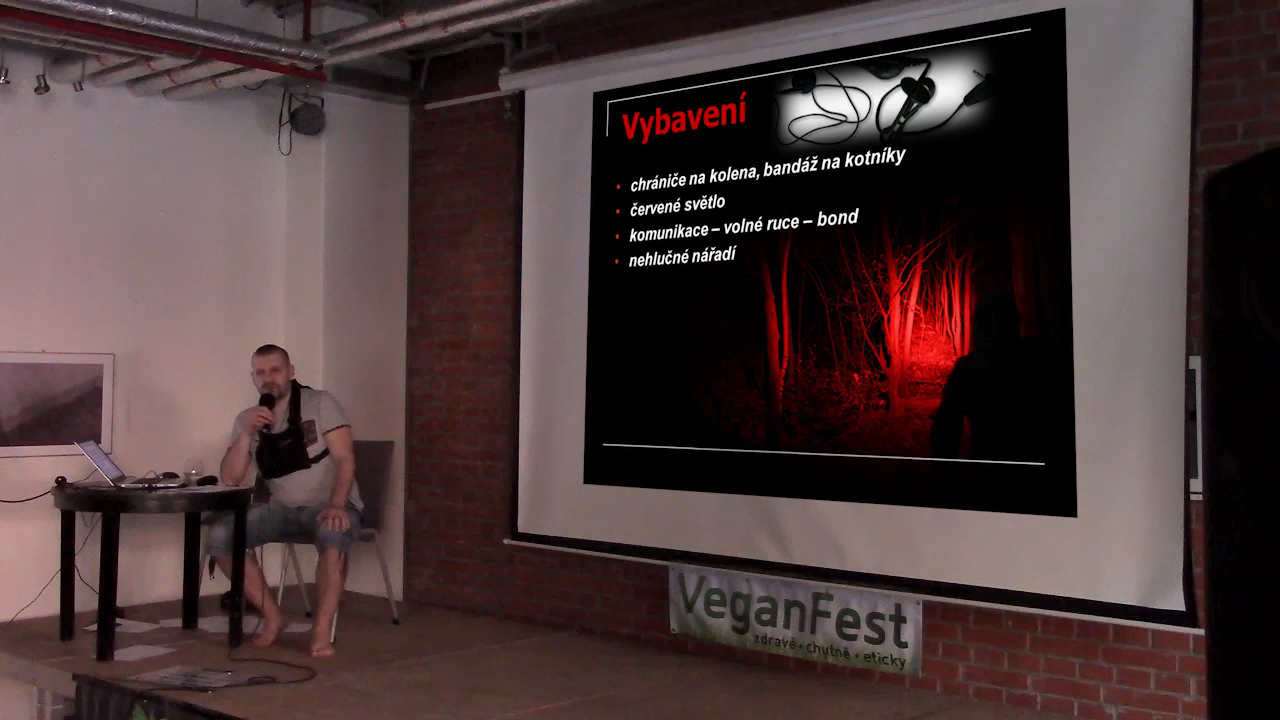 Vybavení
• chrániče na kolena, bandáž na kotníky
• červené světlo
• komunikace – volné ruce – bond
• nehlučné nářadí
VeganFest
zdravě • chutně • eticky